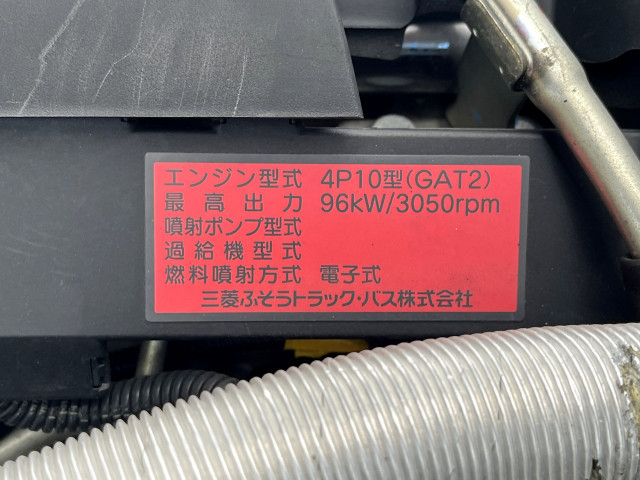 エンジン型式 4P10型(GAT2)
最高出力 96kW/3050rpm
噴射ポンプ型式
過給機型式
燃料噴射方式 電子式
三菱ふそうトラック・バス株式会社